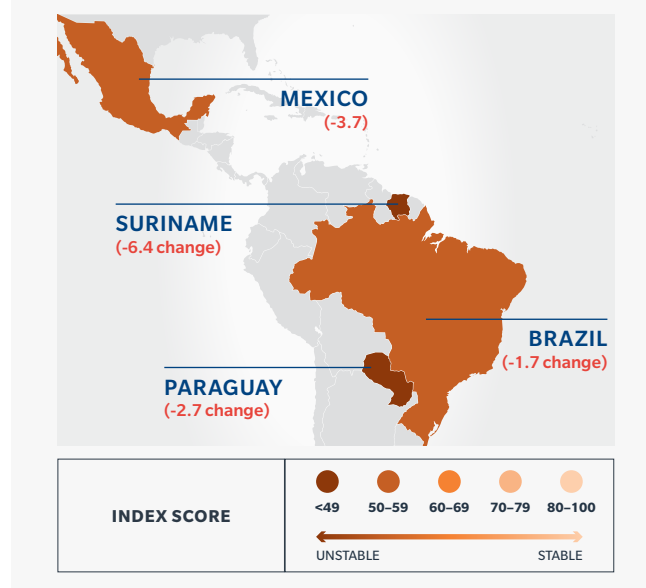 MEXICO
(-3.7)
SURINAME
(-6.4 change)
BRAZIL
(-1.7 change)
PARAGUAY
(-2.7 change)
INDEX SCORE
<49 50–59 60–69 70–79 80–100
UNSTABLE STABLE